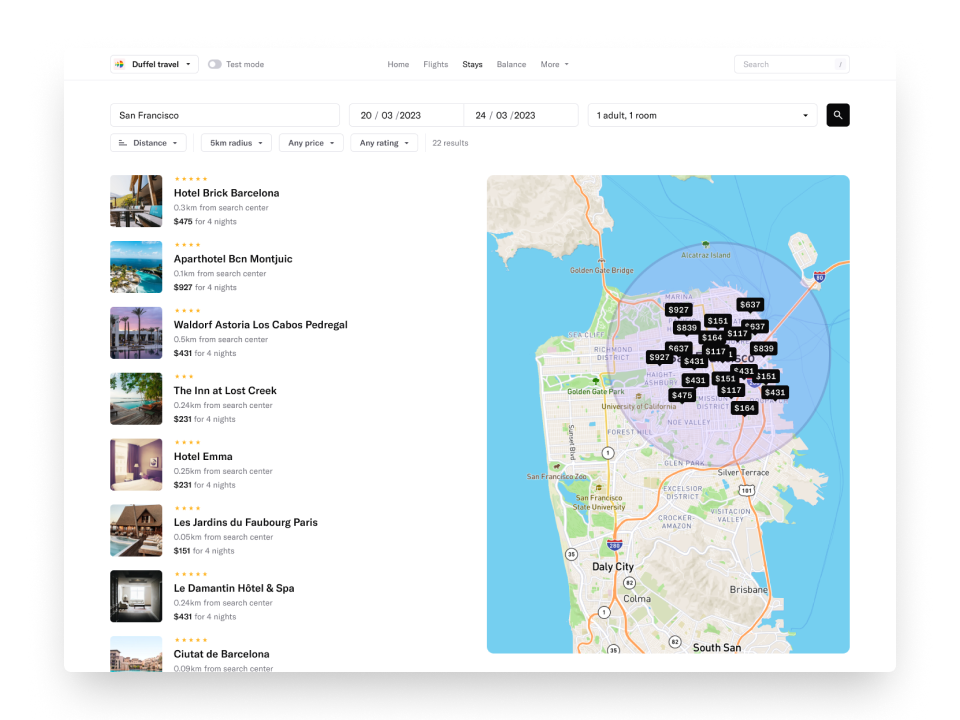 Duffel travel
Test mode
Home Flights Stays Balance More
Search /
San Francisco
20 / 03 /2023
24 / 03 /2023
1 adult, 1 room
Distance
5km radius
Any price
Any rating
22 results
Hotel Brick Barcelona
0.3km from search center
$475 for 4 nights
Aparthotel Bcn Montjuic
0.1km from search center
$927 for 4 nights
Waldorf Astoria Los Cabos Pedregal
0.5km from search center
$431 for 4 nights
The Inn at Lost Creek
0.24km from search center
$231 for 4 nights
Hotel Emma
0.25km from search center
$231 for 4 nights
Les Jardins du Faubourg Paris
0.05km from search center
$151 for 4 nights
Le Damantin Hôtel & Spa
0.24km from search center
$431 for 4 nights
Ciutat de Barcelona
0.09km from search center
Alcatraz Island
Golden Gate Bridge
80
MARINA
$637
$927
$151
$839
$637
$117
$164
SEA CLIFF
RICHMOND
DISTRICT
$637
$839
$927
$117
$431
$431
HAIGHT-
ASHBURY
$431
$151
$151
Golden Gate Park
$475
$117
$431
University of California
MISSION
DISTRICT
$164
NOE VALLEY
FOREST HILL
Sunset Blvd
1
GLEN PARK
Silver Terrace
San Francisco Zoo
101
EXCELSIOR
DISTRICT
San Francisco
State University
VISITACION
VALLEY
CROCKER-
AMAZON
280
35
Daly City
82
Brisbane
Colma
1
82
35
South San